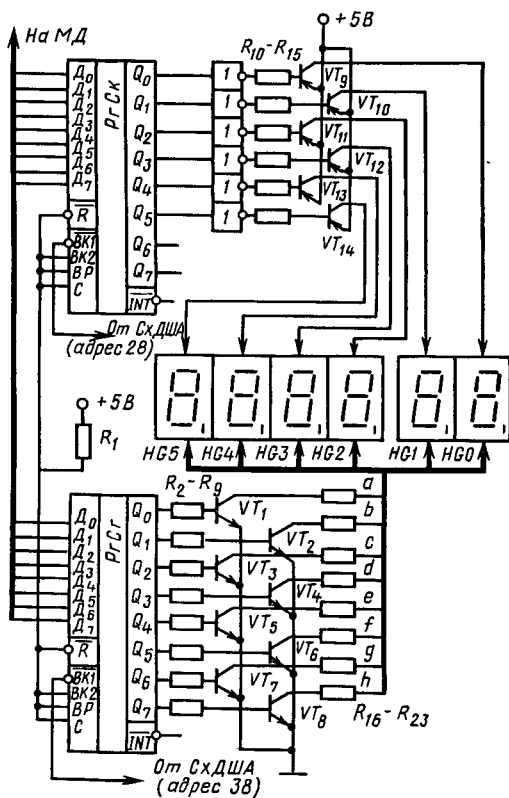 На МД
+5В
Д0 РгСк Q0 1 R10-R15 VT9
Д1 Q1 1 VT10
Д2 Q2 1 VT11
Д3 Q3 1 VT12
Д4 Q4 1 VT13
Д5 Q5 1 VT14
Д6 Q6
Д7 Q7
R
ВК1
ВК2
ВР
С
INT
От СхДША
(адрес 28)
+5В
R1
HG5 HG4 HG3 HG2 HG1 HG0
R2-R9
Д0 РгСг Q0 VT1 a
Д1 Q1 VT2 b
Д2 Q2 VT3 c
Д3 Q3 VT4 d
Д4 Q4 VT5 e
Д5 Q5 VT6 f
Д6 Q6 VT7 g
Д7 Q7 VT8 h
R
ВК1
ВК2
ВР
С
R16-R23
INT
От СхДША
(адрес 38)